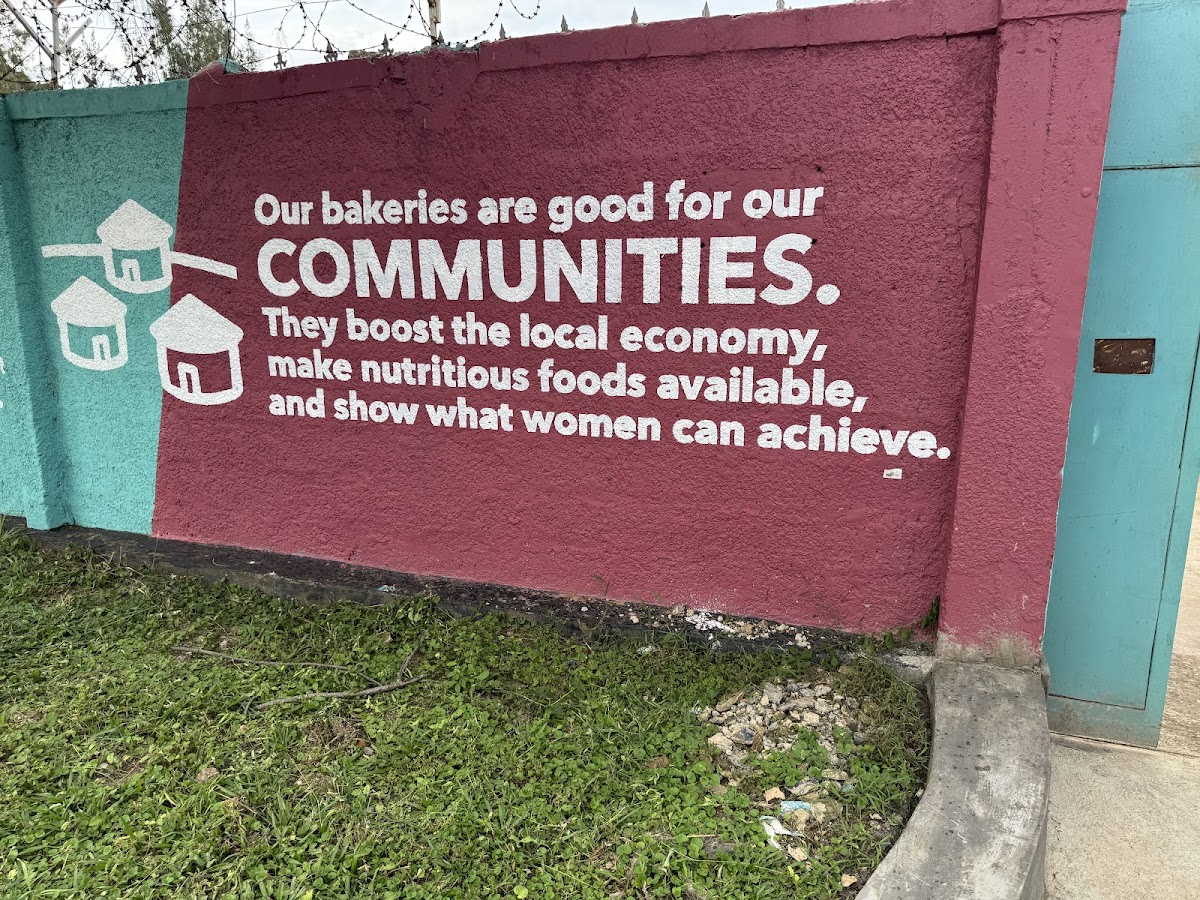 Our bakeries are good for our
COMMUNITIES.
They boost the local economy,
make nutritious foods available,
and show what women can achieve.